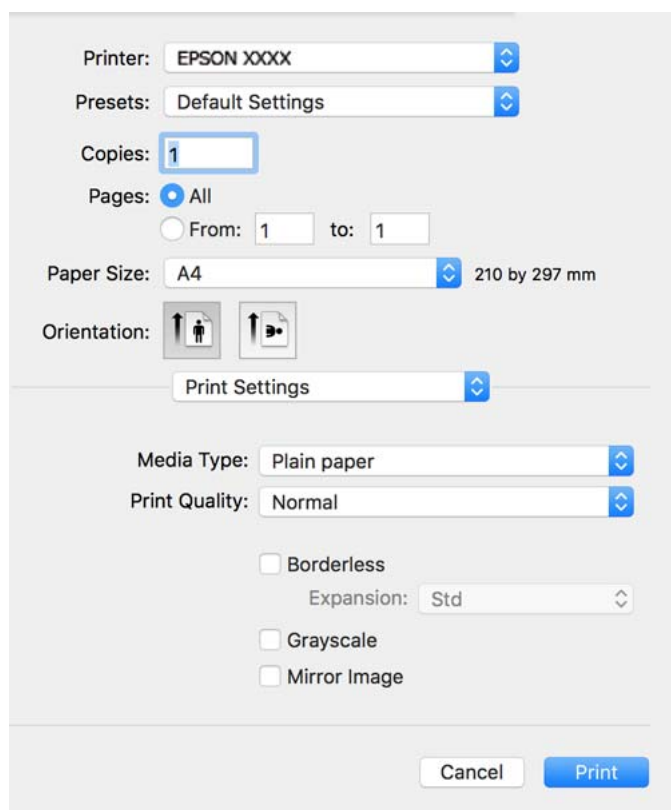 Printer: EPSON XXXX
Presets: Default Settings
Copies: 1
Pages: All
From: 1 to: 1
Paper Size: A4 210 by 297 mm
Orientation:
Print Settings
Media Type: Plain paper
Print Quality: Normal
Borderless
Expansion: Std
Grayscale
Mirror Image
Cancel Print